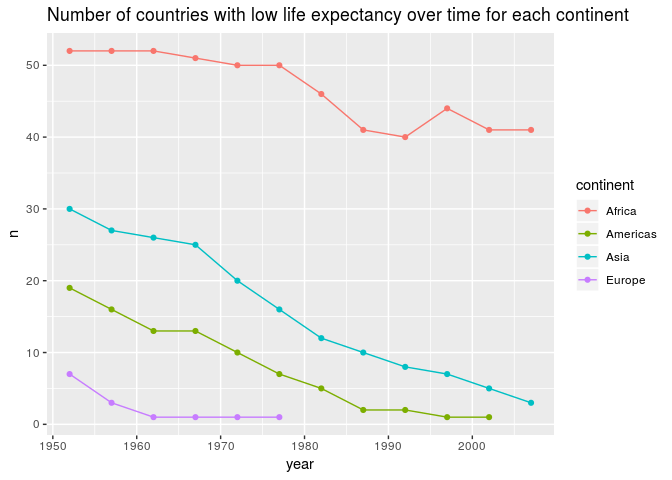 Number of countries with low life expectancy over time for each continent
50
40
30
20
10
0
n
1950 1960 1970 1980 1990 2000
year
continent
Africa
Americas
Asia
Europe